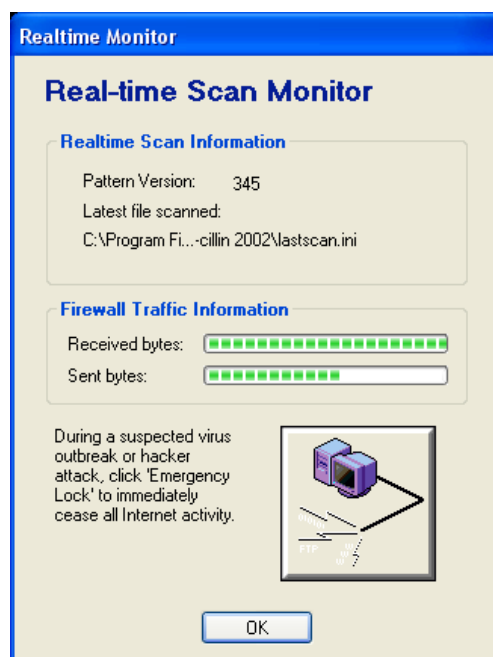 Realtime Monitor
Real-time Scan Monitor
Realtime Scan Information
Pattern Version: 345
Latest file scanned:
C:\Program Fi...-cillin 2002\lastscan.ini
Firewall Traffic Information
Received bytes:
Sent bytes:
During a suspected virus
outbreak or hacker
attack, click 'Emergency
Lock' to immediately
cease all Internet activity.
FTP
OK